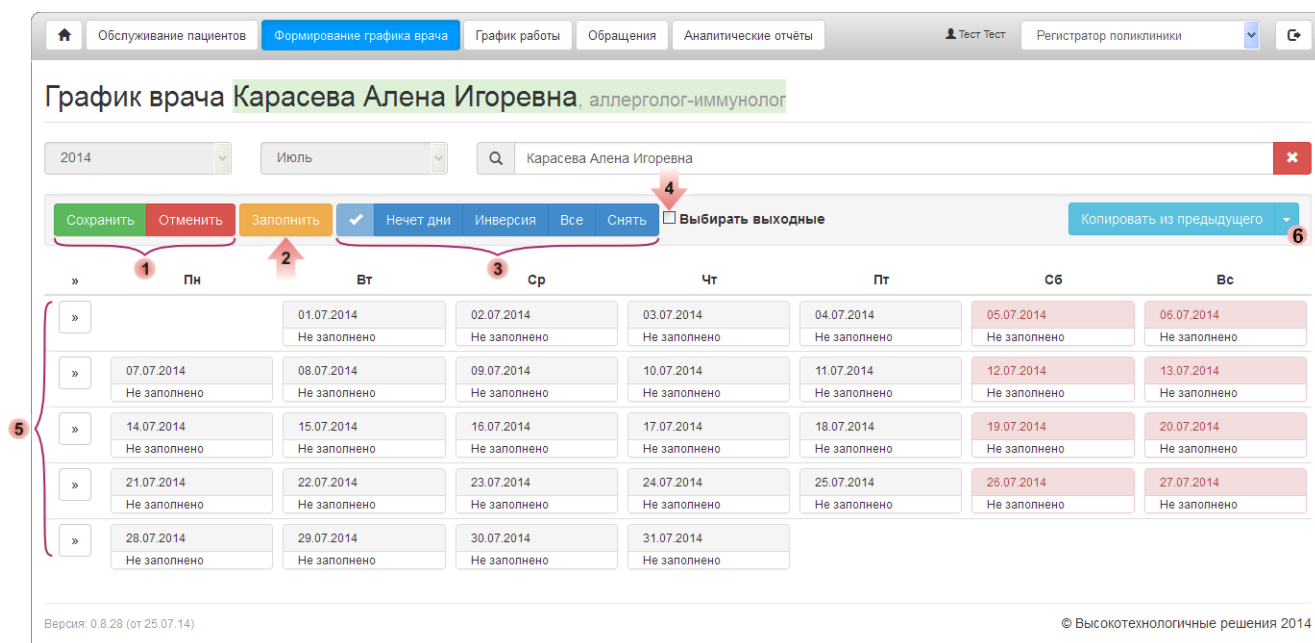 Обслуживание пациентов Формирование графика врача График работы Обращения Аналитические отчёты Тест Тест Регистратор поликлиники
График врача Карасева Алена Игоревна, аллерголог-иммунолог
2014 Июль Карасева Алена Игоревна
4
Сохранить Отменить Заполнить Нечет дни Инверсия Все Снять Выбирать выходные Копировать из предыдущего
6
1 2 3
» Пн Вт Ср Чт Пт Сб Вс
» 01.07.2014 02.07.2014 03.07.2014 04.07.2014 05.07.2014 06.07.2014
Не заполнено Не заполнено Не заполнено Не заполнено Не заполнено Не заполнено
» 07.07.2014 08.07.2014 09.07.2014 10.07.2014 11.07.2014 12.07.2014 13.07.2014
Не заполнено Не заполнено Не заполнено Не заполнено Не заполнено Не заполнено Не заполнено
5 » 14.07.2014 15.07.2014 16.07.2014 17.07.2014 18.07.2014 19.07.2014 20.07.2014
Не заполнено Не заполнено Не заполнено Не заполнено Не заполнено Не заполнено Не заполнено
» 21.07.2014 22.07.2014 23.07.2014 24.07.2014 25.07.2014 26.07.2014 27.07.2014
Не заполнено Не заполнено Не заполнено Не заполнено Не заполнено Не заполнено Не заполнено
» 28.07.2014 29.07.2014 30.07.2014 31.07.2014
Не заполнено Не заполнено Не заполнено Не заполнено
Версия: 0.8.28 (от 25.07.14) © Высокотехнологичные решения 2014